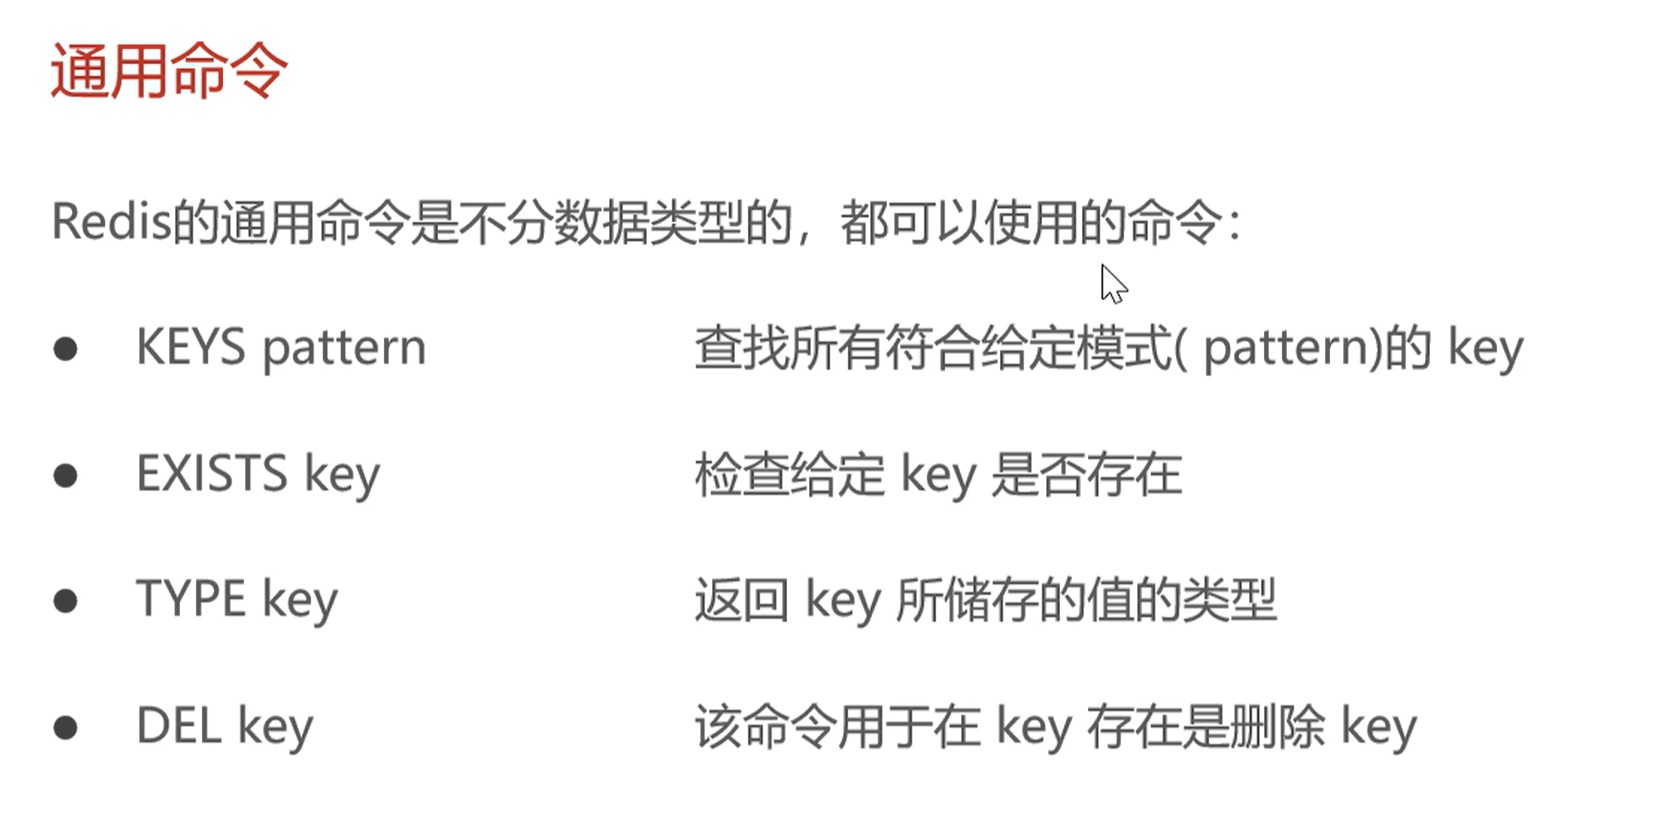 通用命令
Redis的通用命令是不分数据类型的，都可以使用的命令：
● KEYS pattern 查找所有符合给定模式( pattern)的 key
● EXISTS key 检查给定 key 是否存在
● TYPE key 返回 key 所储存的值的类型
● DEL key 该命令用于在 key 存在是删除 key